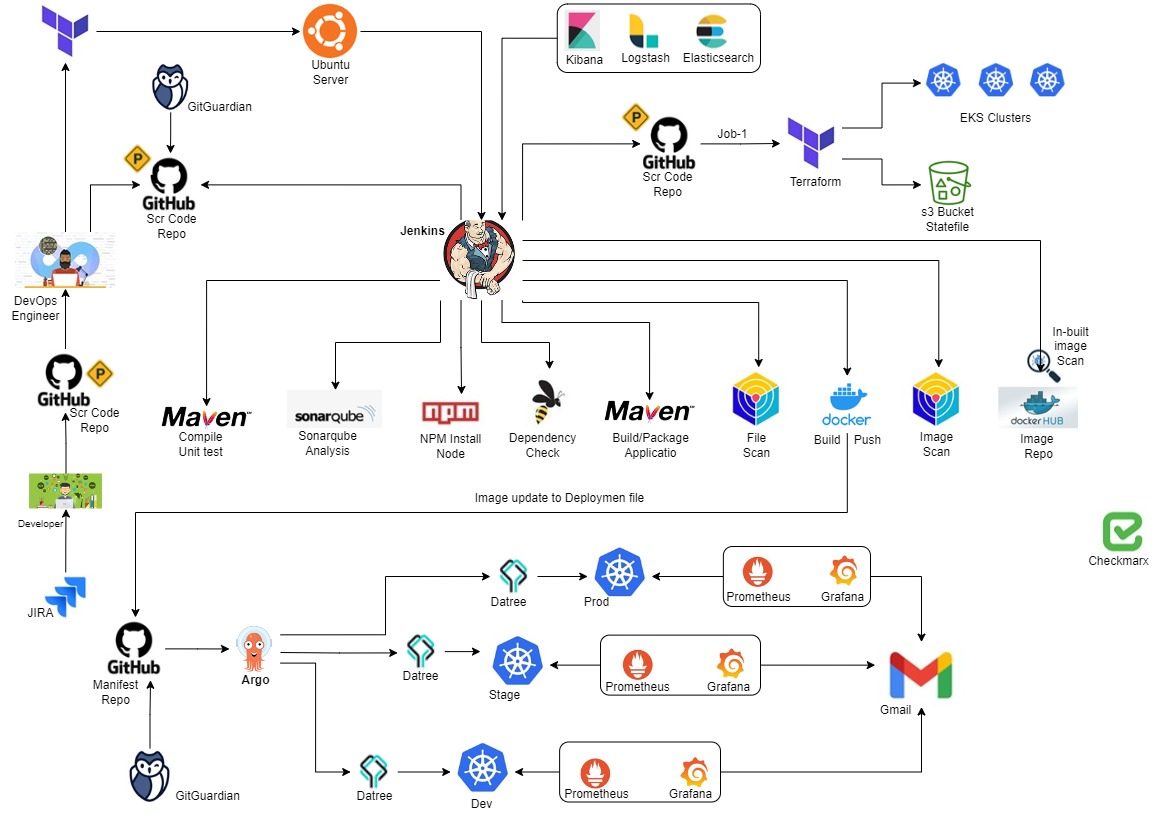 Ubuntu
Server
Kibana
Logstash
Elasticsearch
GitGuardian
P
GitHub
Scr Code
Repo
P
GitHub
Scr Code
Repo
Job-1
Terraform
EKS Clusters
s3 Bucket
Statefile
Jenkins
DevOps
Engineer
GitHub
P
Scr Code
Repo
In-built
image
Scan
Maven™
Compile
Unit test
sonarqube
Sonarqube
Analysis
npm
NPM Install
Node
Dependency
Check
Maven™
Build/Package
Applicatio
File
Scan
docker
Build
Push
Image
Scan
docker HUB
Image
Repo
Developer
JIRA
Image update to Deploymen file
Checkmarx
GitHub
Manifest
Repo
GitGuardian
Argo
Datree
Prod
Prometheus
Grafana
Datree
Stage
Prometheus
Grafana
Gmail
Datree
Dev
Prometheus
Grafana